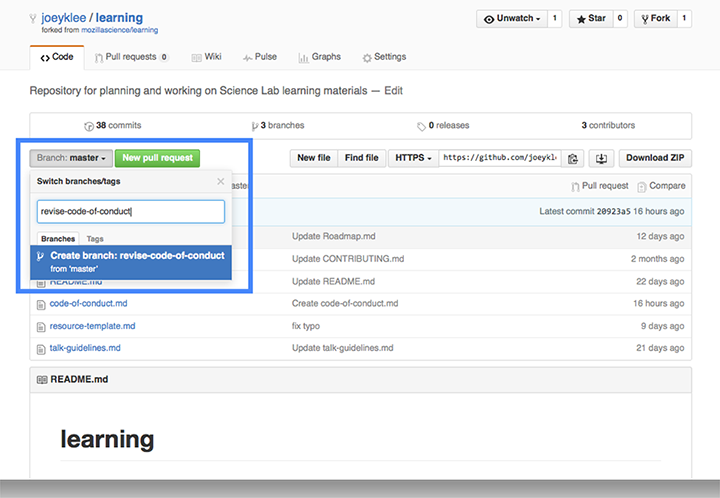 joeyklee / learning
forked from mozillascience/learning
Unwatch 1 Star 0 Fork 1
Code Pull requests 0 Wiki Pulse Graphs Settings
Repository for planning and working on Science Lab learning materials — Edit
38 commits 3 branches 0 releases 3 contributors
Branch: master New pull request New file Find file HTTPS https://github.com/joeykl Download ZIP
Switch branches/tags
Pull request Compare
revise-code-of-conduct
Latest commit 20923a5 16 hours ago
Branches Tags
Update Roadmap.md 12 days ago
Create branch: revise-code-of-conduct
from 'master'
Update CONTRIBUTING.md 2 months ago
README.md Update README.md 22 days ago
code-of-conduct.md Create code-of-conduct.md 16 hours ago
resource-template.md fix typo 9 days ago
talk-guidelines.md Update talk-guidelines.md 21 days ago
README.md
learning